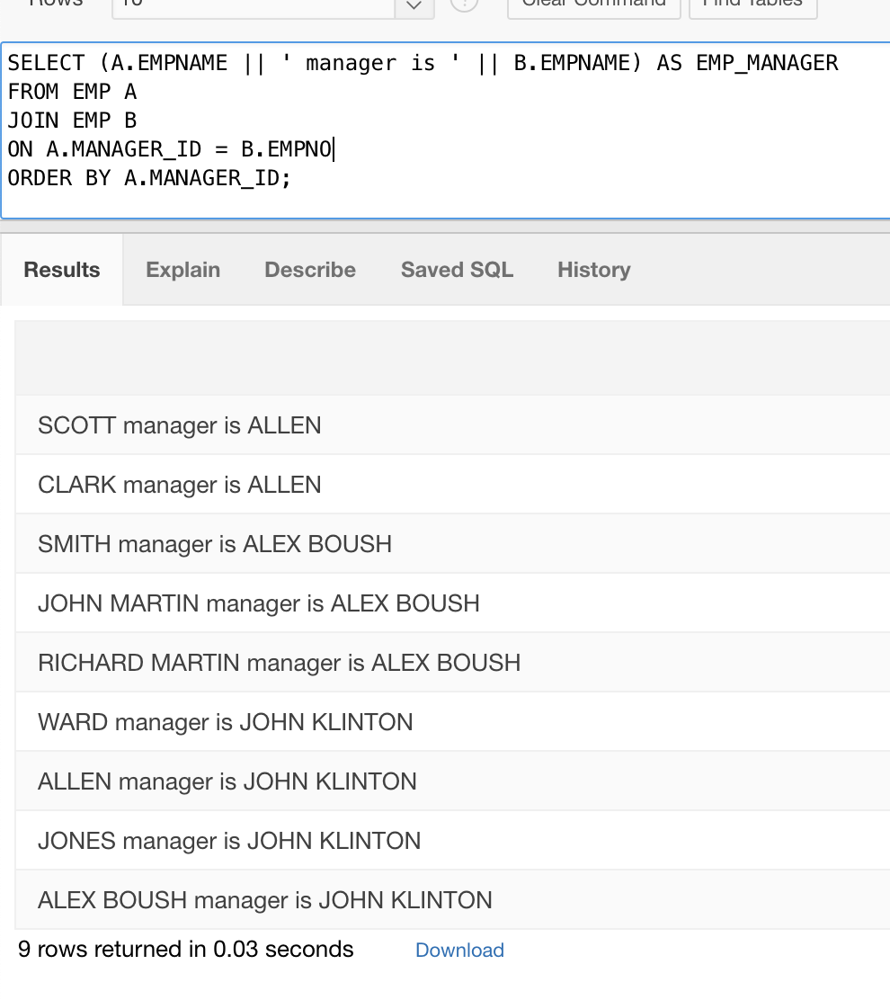 Rows 10 ? Clear Command Find Tables
SELECT (A.EMPNAME || ' manager is ' || B.EMPNAME) AS EMP_MANAGER
FROM EMP A
JOIN EMP B
ON A.MANAGER_ID = B.EMPNO
ORDER BY A.MANAGER_ID;
Results Explain Describe Saved SQL History
SCOTT manager is ALLEN
CLARK manager is ALLEN
SMITH manager is ALEX BOUSH
JOHN MARTIN manager is ALEX BOUSH
RICHARD MARTIN manager is ALEX BOUSH
WARD manager is JOHN KLINTON
ALLEN manager is JOHN KLINTON
JONES manager is JOHN KLINTON
ALEX BOUSH manager is JOHN KLINTON
9 rows returned in 0.03 seconds Download